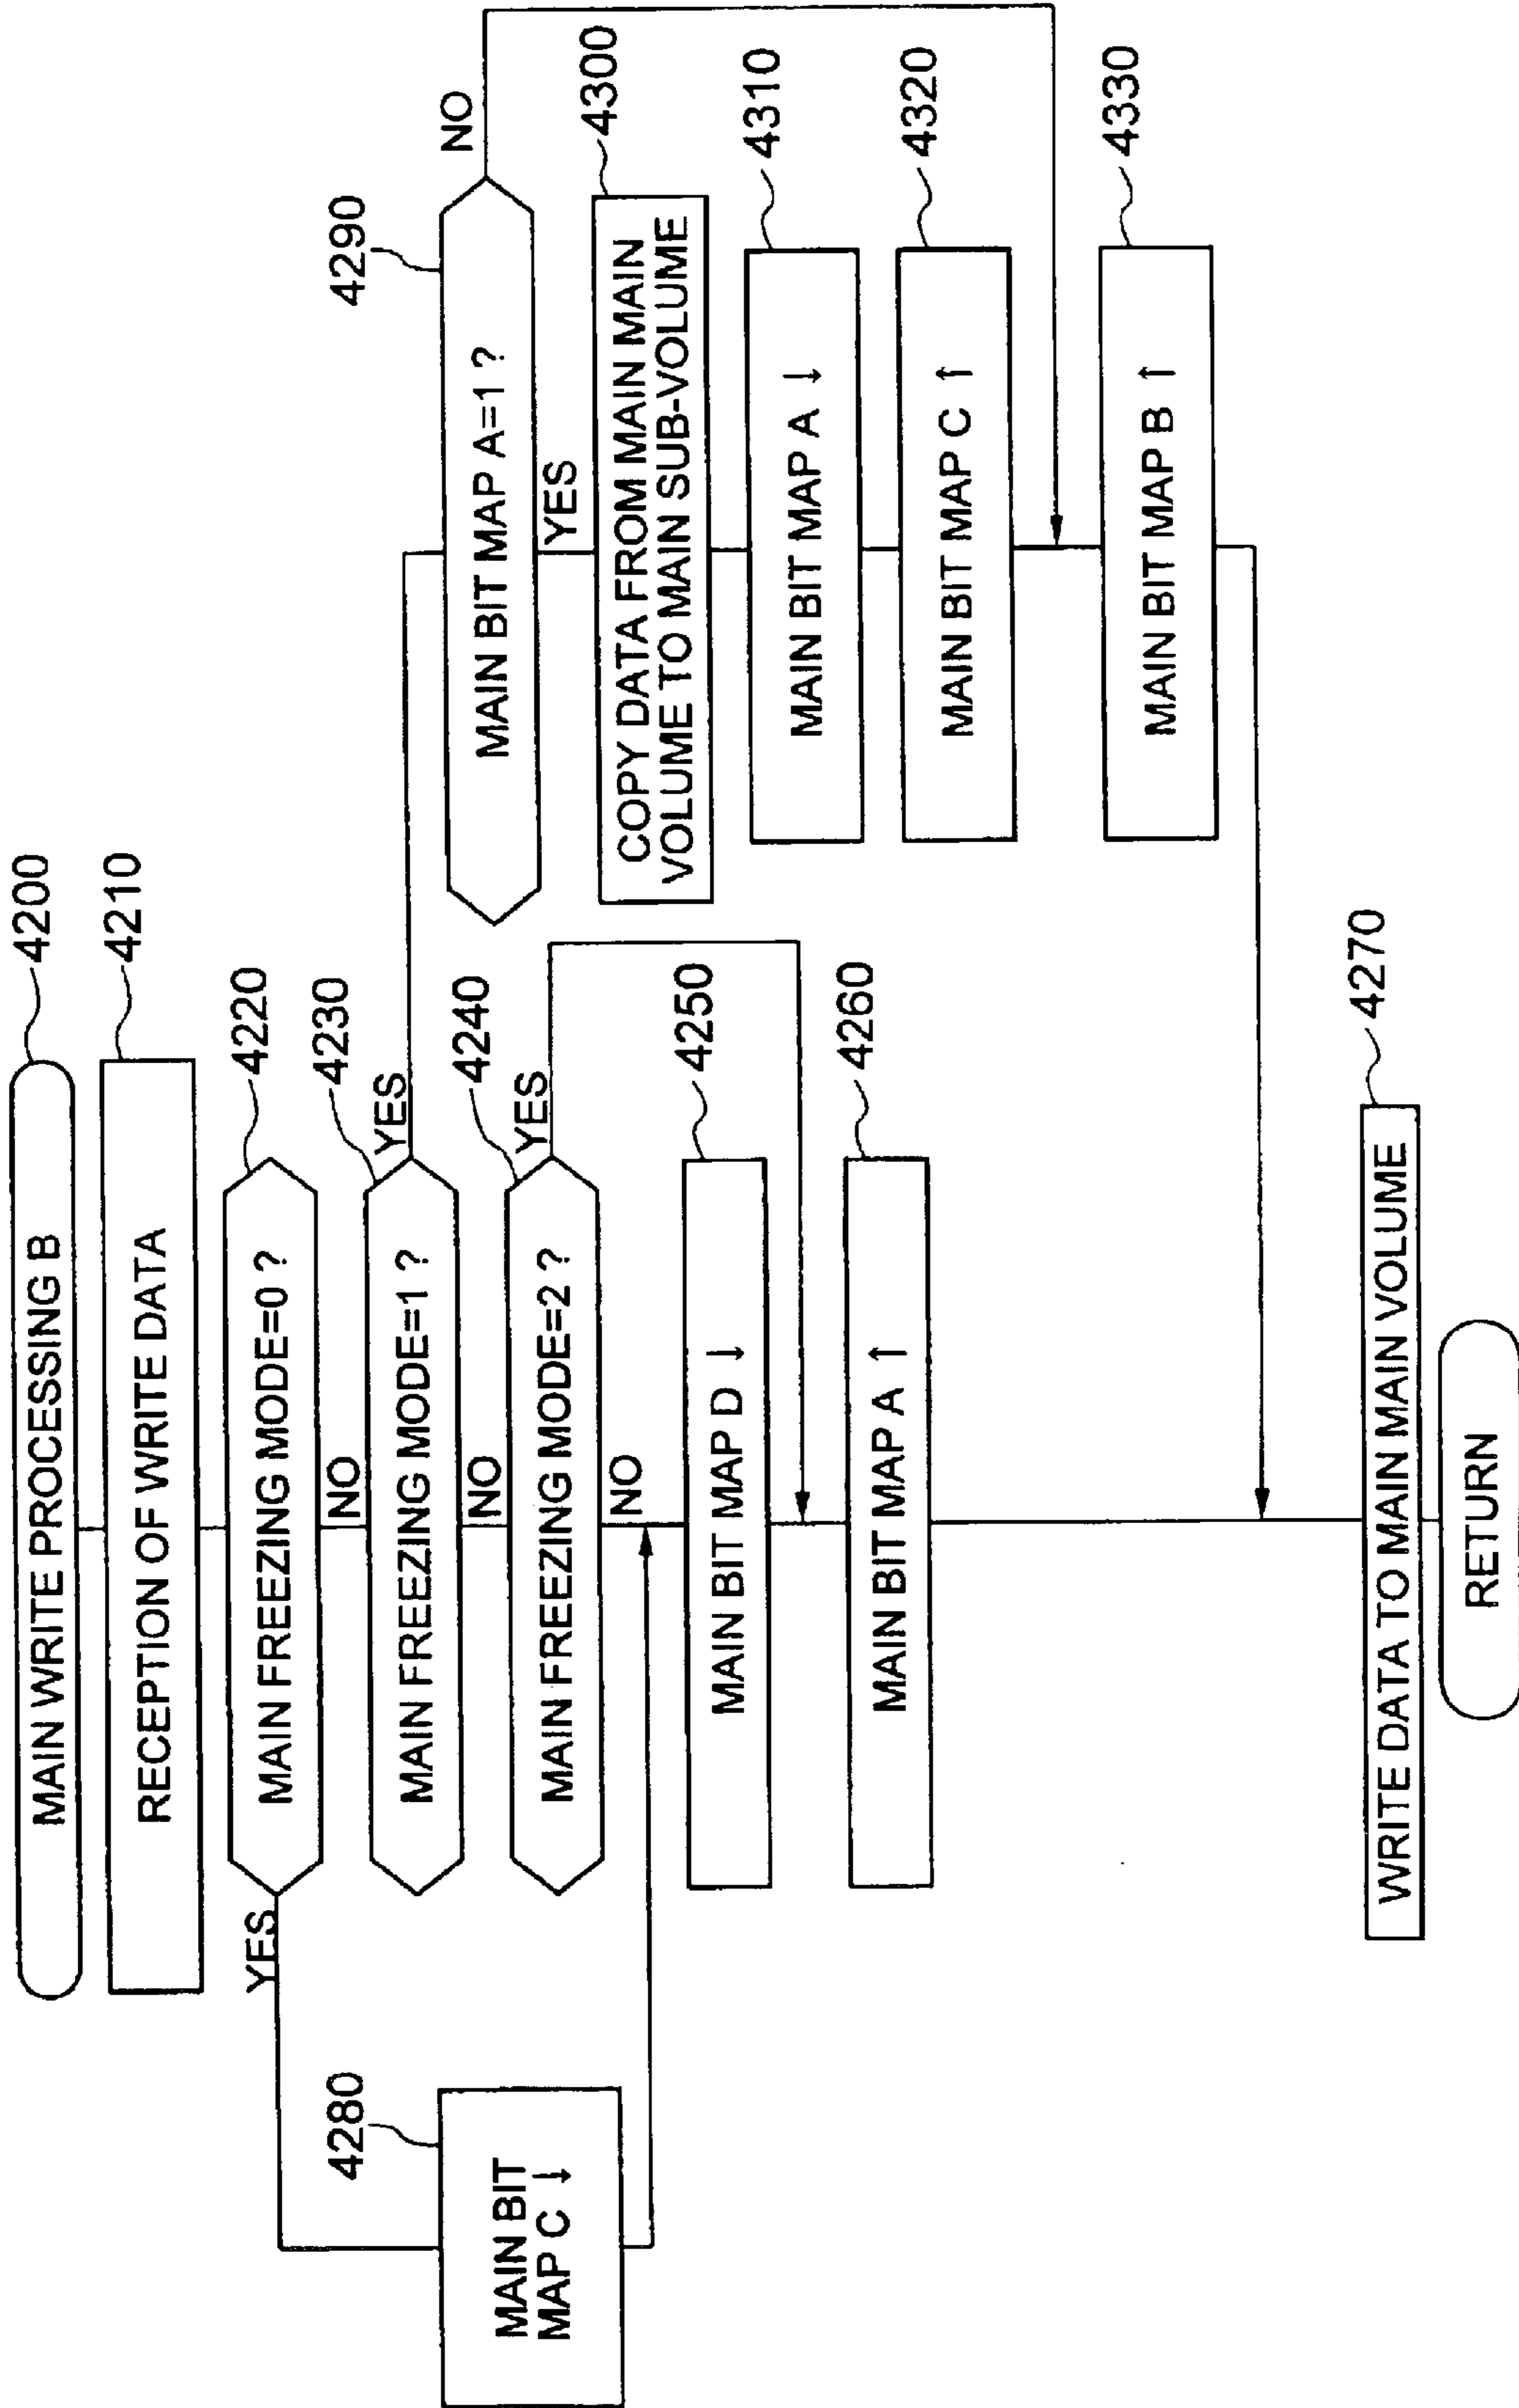 MAIN WRITE PROCESSING B
4200
RECEPTION OF WRITE DATA
4210
MAIN FREEZING MODE=0 ?
4220
YES
NO
MAIN FREEZING MODE=1 ?
4230
YES
NO
MAIN FREEZING MODE=2 ?
4240
YES
NO
4280
MAIN BIT
MAP C ↓
MAIN BIT MAP D ↓
4250
MAIN BIT MAP A ↑
4260
4290
MAIN BIT MAP A=1 ?
NO
YES
4300
COPY DATA FROM MAIN MAIN
VOLUME TO MAIN SUB-VOLUME
MAIN BIT MAP A ↓
4310
MAIN BIT MAP C ↑
4320
MAIN BIT MAP B ↑
4330
WRITE DATA TO MAIN MAIN VOLUME
4270
RETURN